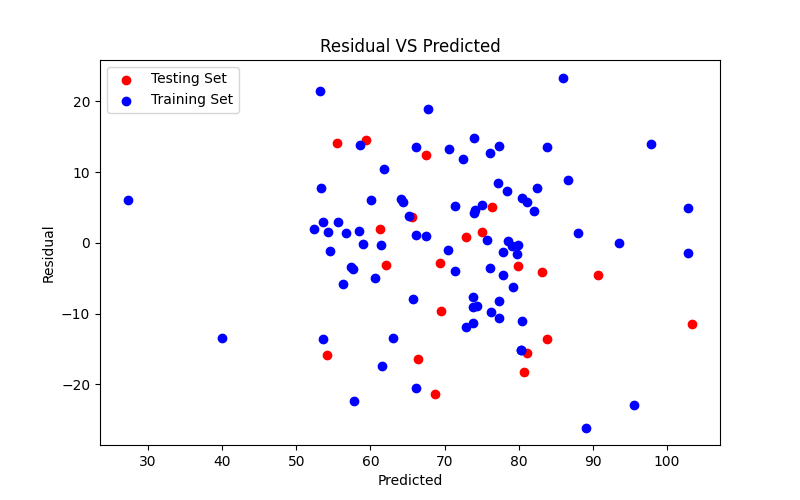 Residual VS Predicted
Testing Set
Training Set
20
10
0
−10
−20
Residual
30 40 50 60 70 80 90 100
Predicted